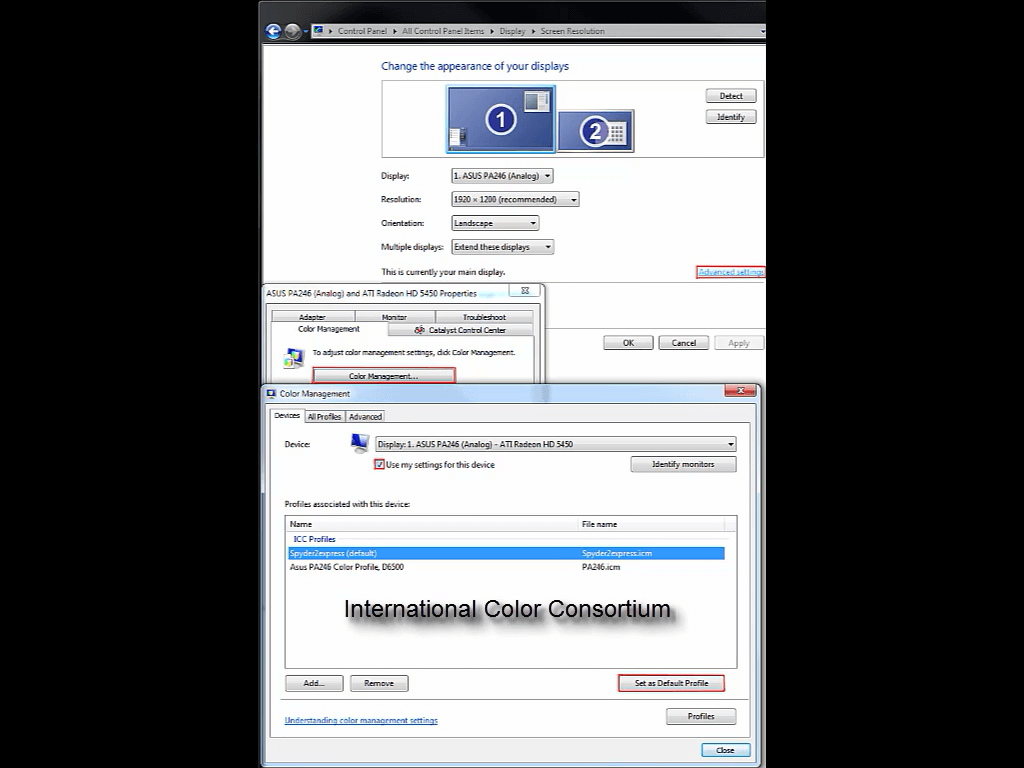 Control Panel ▸ All Control Panel Items ▸ Display ▸ Screen Resolution
Change the appearance of your displays
1
2
Detect
Identify
Display: 1. ASUS PA246 (Analog)
Resolution: 1920 × 1200 (recommended)
Orientation: Landscape
Multiple displays: Extend these displays
This is currently your main display. Advanced settings
ASUS PA246 (Analog) and ATI Radeon HD 5450 Properties
OK Cancel Apply
Adapter Monitor Troubleshoot
Color Management Catalyst Control Center
To adjust color management settings, click Color Management.
Color Management...
Color Management
Devices All Profiles Advanced
Device: Display: 1. ASUS PA246 (Analog) - ATI Radeon HD 5450
Use my settings for this device Identify monitors
Profiles associated with this device:
Name File name
ICC Profiles
Spyder2express (default) Spyder2express.icm
Asus PA246 Color Profile, D6500 PA246.icm
International Color Consortium
Add... Remove Set as Default Profile
Understanding color management settings Profiles
Close